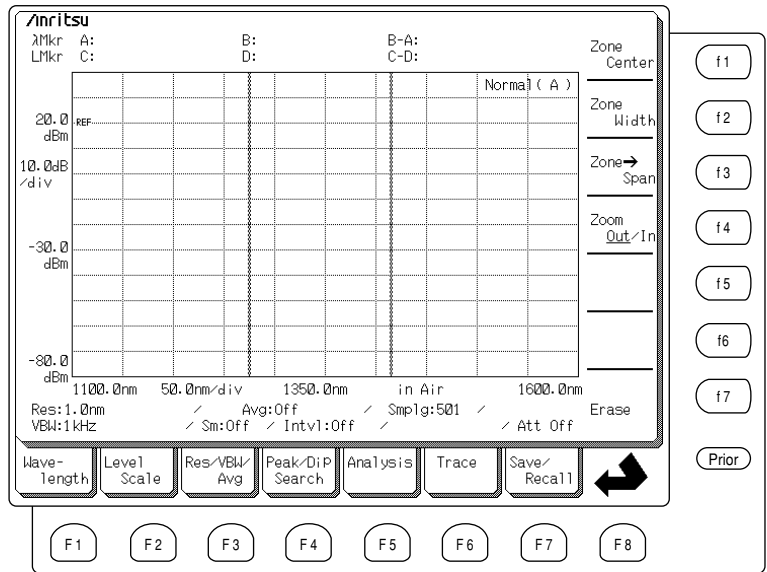 /Inritsu
λMkr A: B: B-A:
LMkr C: D: C-D:
Normal ( A )
20.0
dBm
REF
10.0dB
/div
-30.0
dBm
-80.0
dBm
1100.0nm 50.0nm/div 1350.0nm in Air 1600.0nm
Res:1.0nm / Avg:Off / Smplg:501 /
VBW:1kHz / Sm:Off / Intvl:Off / / Att Off
Zone
Center
Zone
Width
Zone➔
Span
Zoom
Out/In
Erase
f1
f2
f3
f4
f5
f6
f7
Prior
Wave-
length
Level
Scale
Res/VBW/
Avg
Peak/Dip
Search
Analysis
Trace
Save/
Recall
F1 F2 F3 F4 F5 F6 F7 F8